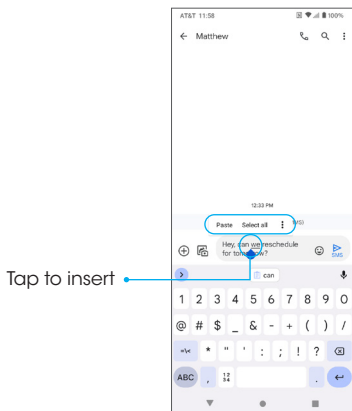 AT&T 11:58 100%
Matthew
12:33 PM
Paste Select all SMS)
Hey, can we reschedule
for tomorrow?
SMS
Tap to insert
can
1 2 3 4 5 6 7 8 9 0
@ # $ _ & - + ( ) /
=\< * " ' : ; ! ?
ABC , 12 .
34